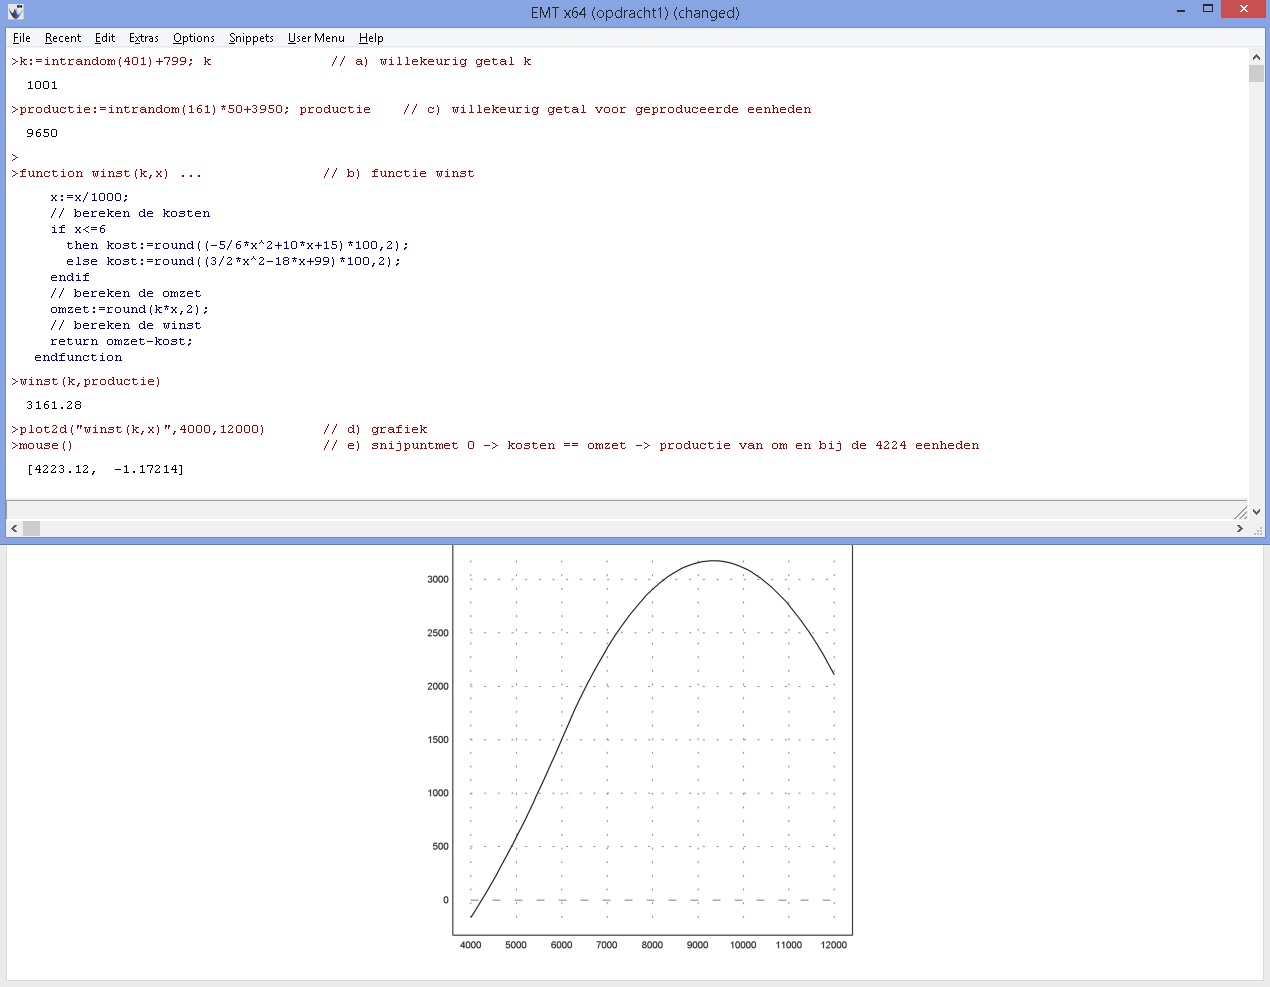 EMT x64 (opdracht1) (changed)
File Recent Edit Extras Options Snippets User Menu Help
>k:=intrandom(401)+799; k // a) willekeurig getal k
1001
>productie:=intrandom(161)*50+3950; productie // c) willekeurig getal voor geproduceerde eenheden
9650
>
>function winst(k,x) ... // b) functie winst
x:=x/1000;
// bereken de kosten
if x<=6
then kost:=round((-5/6*x^2+10*x+15)*100,2);
else kost:=round((3/2*x^2-18*x+99)*100,2);
endif
// bereken de omzet
omzet:=round(k*x,2);
// bereken de winst
return omzet-kost;
endfunction
>winst(k,productie)
3161.28
>plot2d("winst(k,x)",4000,12000) // d) grafiek
>mouse() // e) snijpuntmet 0 -> kosten == omzet -> productie van om en bij de 4224 eenheden
[4223.12, -1.17214]
3000
2500
2000
1500
1000
500
0
4000 5000 6000 7000 8000 9000 10000 11000 12000